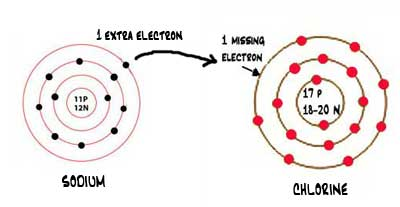 1 EXTRA ELECTRON
1 MISSING
ELECTRON
11P
12N
17 P
18-20 N
SODIUM
CHLORINE